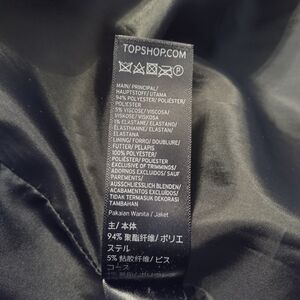 TOPSHOP.COM
MAIN/ PRINCIPAL/
HAUPTSTOFF/ UTAMA
94% POLYESTER/ POLIÉSTER/
POLYESTER
5% VISCOSE/ VISCOSA/
VISKOSE/ VISKOSA
1% ELASTANE/ ELASTANO/
ELASTHANNE/ ELASTAN/
ELASTANE
LINING/ FORRO/ DOUBLURE/
FUTTER/ PELAPIS
100% POLYESTER/ POLIÉSTER/
POLYESTER
EXCLUSIVE OF TRIMMINGS/
ADORNOS EXCLUIDOS/ SAUF
PAREMENTS/
AUSSCHLIESSLICH BLENDEN/
ACABAMENTOS EXCLUIDOS/
TIDAK TERMASUK DEKORASI
TAMBAHAN
Pakaian Wanita / Jaket
主/ 本体
94% 聚酯纤维/ ポリエ
ステル
5% 粘胶纤维/ ビス
コース